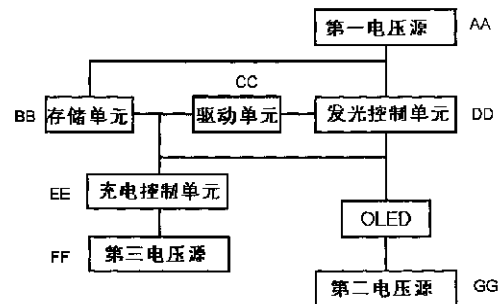 第一电压源 AA
CC
BB 存储单元 驱动单元 发光控制单元 DD
EE 充电控制单元
OLED
FF 第三电压源
第二电压源 GG